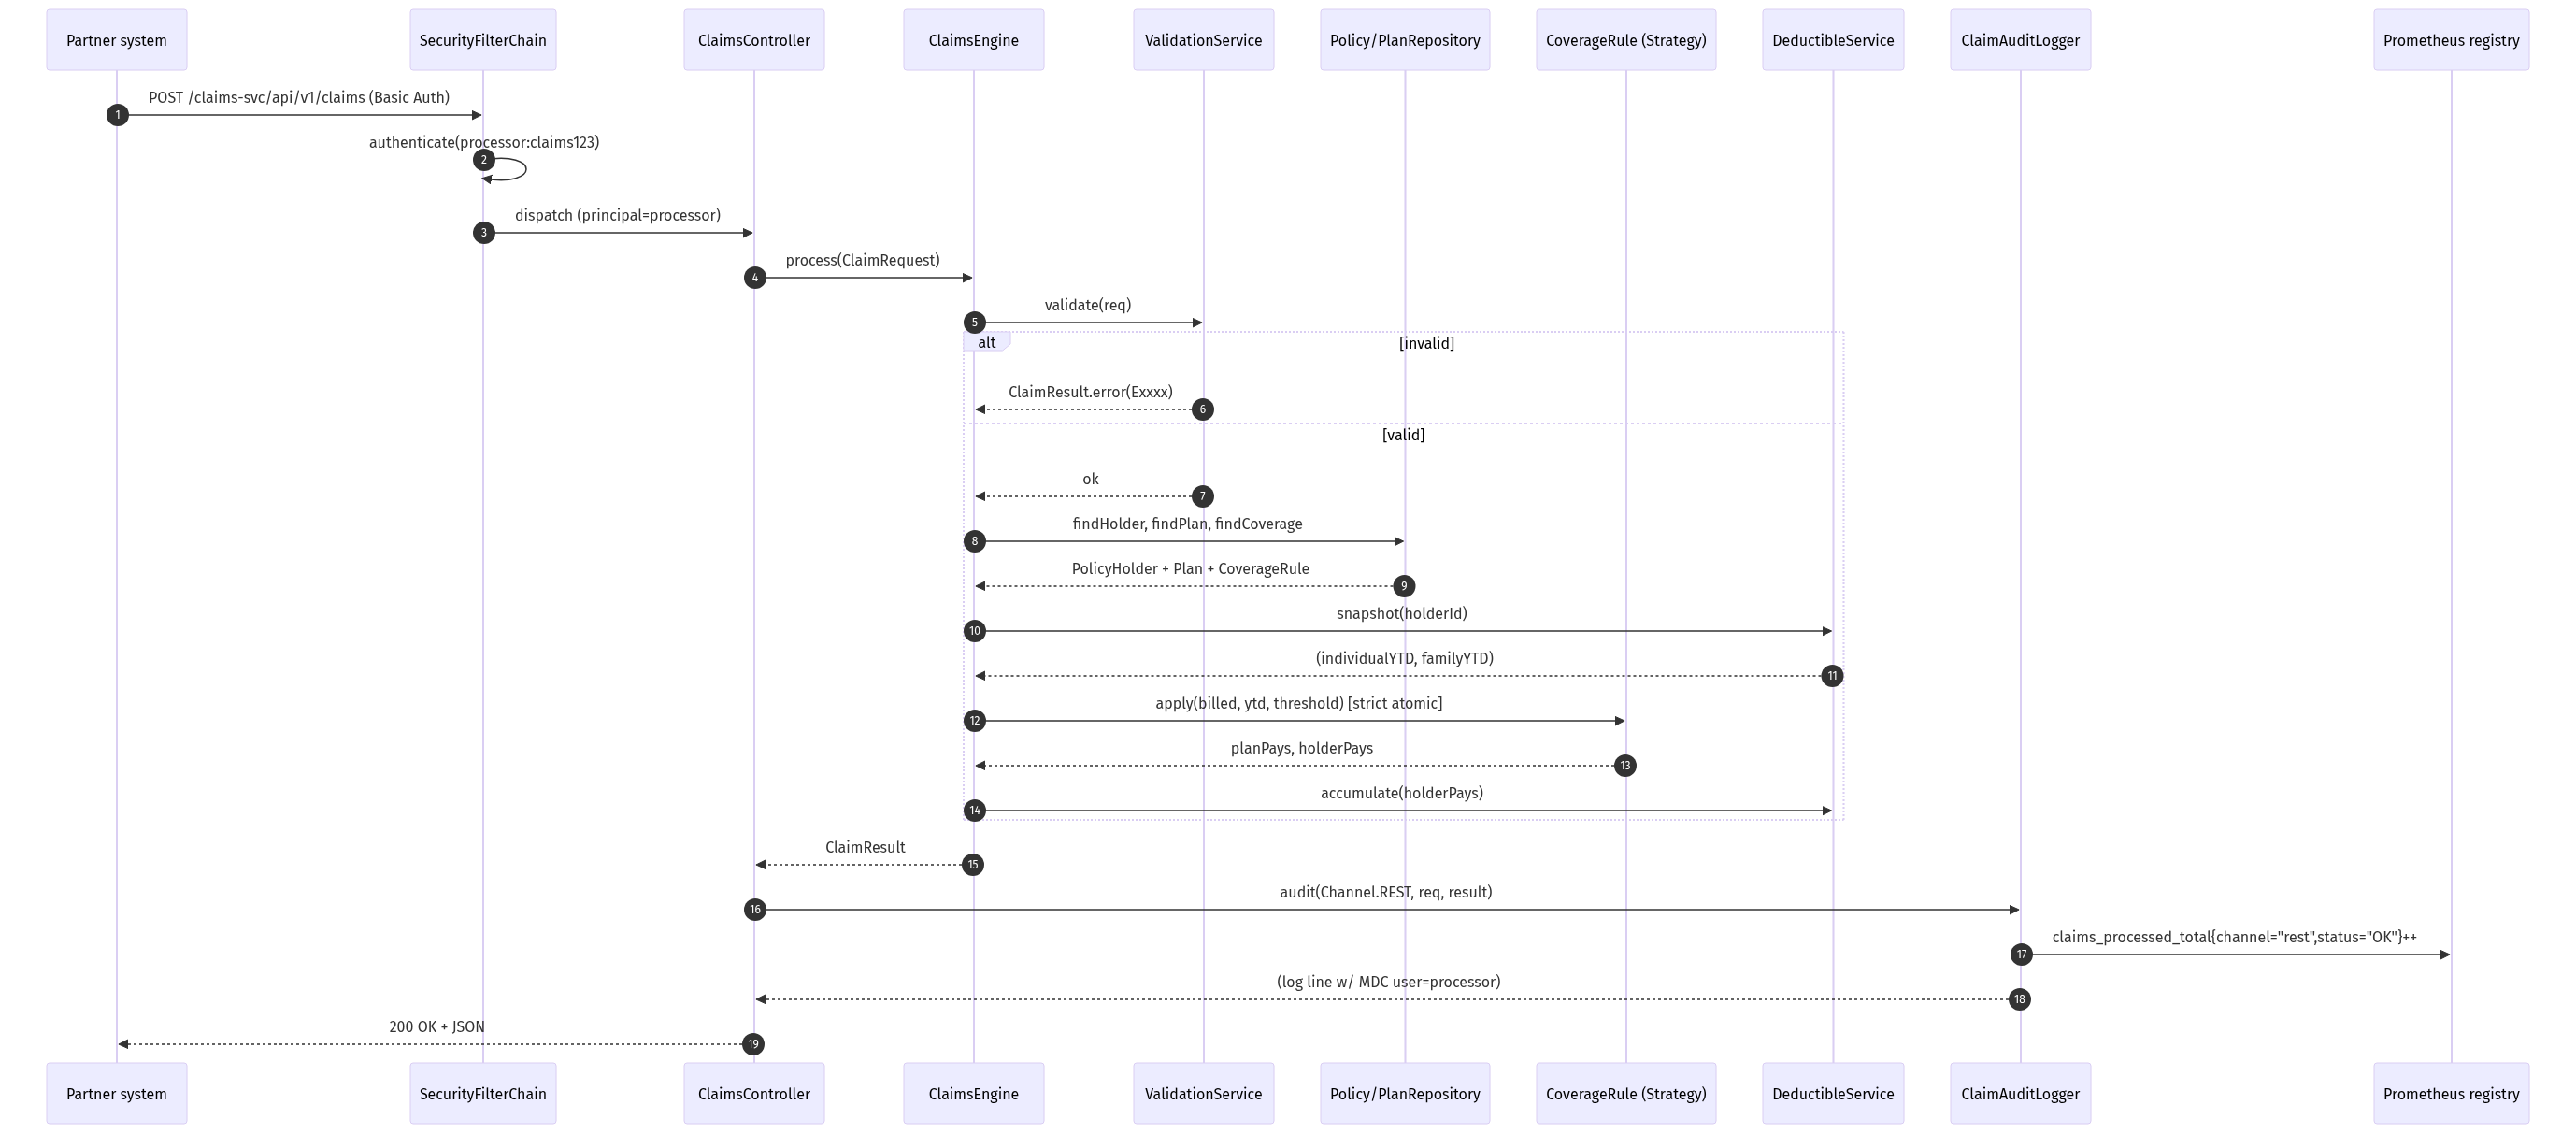 Partner system
SecurityFilterChain
ClaimsController
ClaimsEngine
ValidationService
Policy/PlanRepository
CoverageRule (Strategy)
DeductibleService
ClaimAuditLogger
Prometheus registry
POST /claims-svc/api/v1/claims (Basic Auth)
1
authenticate(processor:claims123)
2
dispatch (principal=processor)
3
process(ClaimRequest)
4
validate(req)
5
alt
[invalid]
ClaimResult.error(Exxxx)
6
[valid]
ok
7
findHolder, findPlan, findCoverage
8
PolicyHolder + Plan + CoverageRule
9
snapshot(holderId)
10
(individualYTD, familyYTD)
11
apply(billed, ytd, threshold) [strict atomic]
12
planPays, holderPays
13
accumulate(holderPays)
14
ClaimResult
15
audit(Channel.REST, req, result)
16
claims_processed_total{channel="rest",status="OK"}++
17
(log line w/ MDC user=processor)
18
200 OK + JSON
19
Partner system
SecurityFilterChain
ClaimsController
ClaimsEngine
ValidationService
Policy/PlanRepository
CoverageRule (Strategy)
DeductibleService
ClaimAuditLogger
Prometheus registry